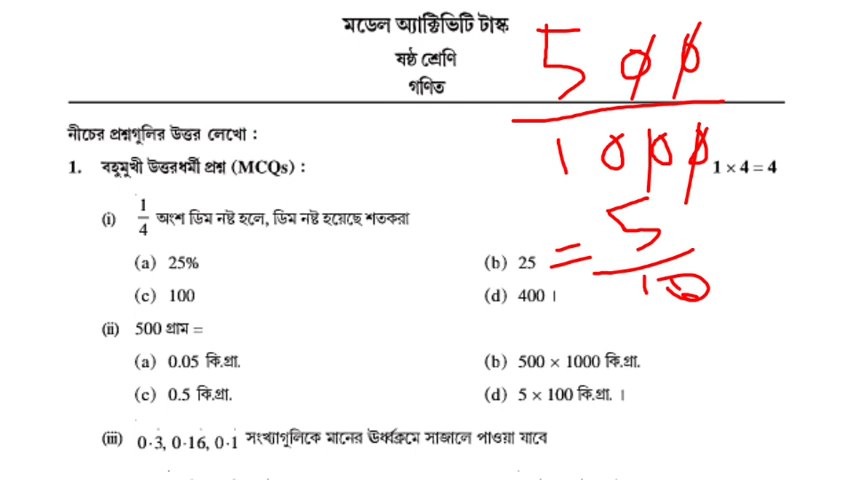 মডেল অ্যাক্টিভিটি টাস্ক
ষষ্ঠ শ্রেণি
গণিত
500
1000
= 5
10
নীচের প্রশ্নগুলির উত্তর লেখো :
1. বহুমুখী উত্তরধর্মী প্রশ্ন (MCQs) : 1 × 4 = 4
(i) 1/4 অংশ ডিম নষ্ট হলে, ডিম নষ্ট হয়েছে শতকরা
(a) 25% (b) 25
(c) 100 (d) 400 ।
(ii) 500 গ্রাম =
(a) 0.05 কি.গ্রা. (b) 500 × 1000 কি.গ্রা.
(c) 0.5 কি.গ্রা. (d) 5 × 100 কি.গ্রা. ।
(iii) 0·3̇, 0·1̇6̇, 0·1̇ সংখ্যাগুলিকে মানের ঊর্ধ্বক্রমে সাজালে পাওয়া যাবে